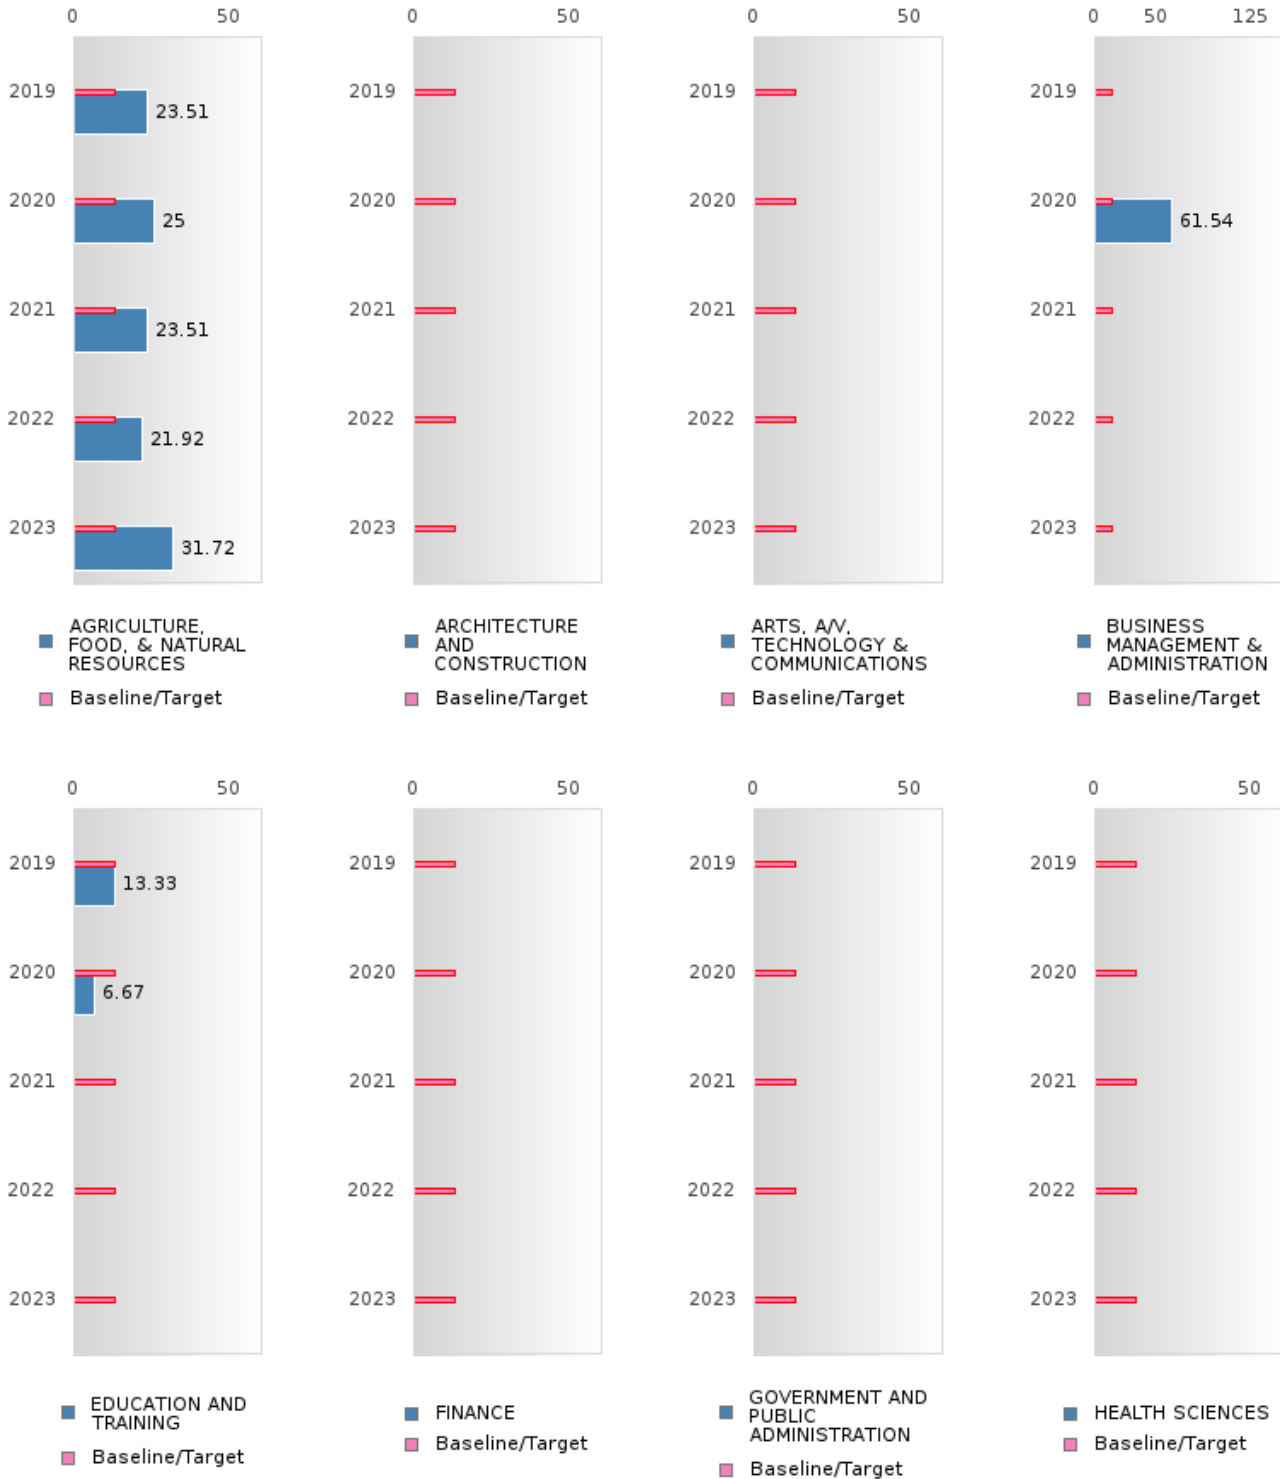 0 50 0 50 0 50 0 50 125
2019 23.51 2019 2019 2019
2020 25 2020 2020 2020 61.54
2021 23.51 2021 2021 2021
2022 21.92 2022 2022 2022
2023 31.72 2023 2023 2023
AGRICULTURE,
FOOD, & NATURAL
RESOURCES
Baseline/Target
ARCHITECTURE
AND
CONSTRUCTION
Baseline/Target
ARTS, A/V,
TECHNOLOGY &
COMMUNICATIONS
Baseline/Target
BUSINESS
MANAGEMENT &
ADMINISTRATION
Baseline/Target
0 50 0 50 0 50 0 50
2019 13.33 2019 2019 2019
2020 6.67 2020 2020 2020
2021 2021 2021 2021
2022 2022 2022 2022
2023 2023 2023 2023
EDUCATION AND
TRAINING
Baseline/Target
FINANCE
Baseline/Target
GOVERNMENT AND
PUBLIC
ADMINISTRATION
Baseline/Target
HEALTH SCIENCES
Baseline/Target